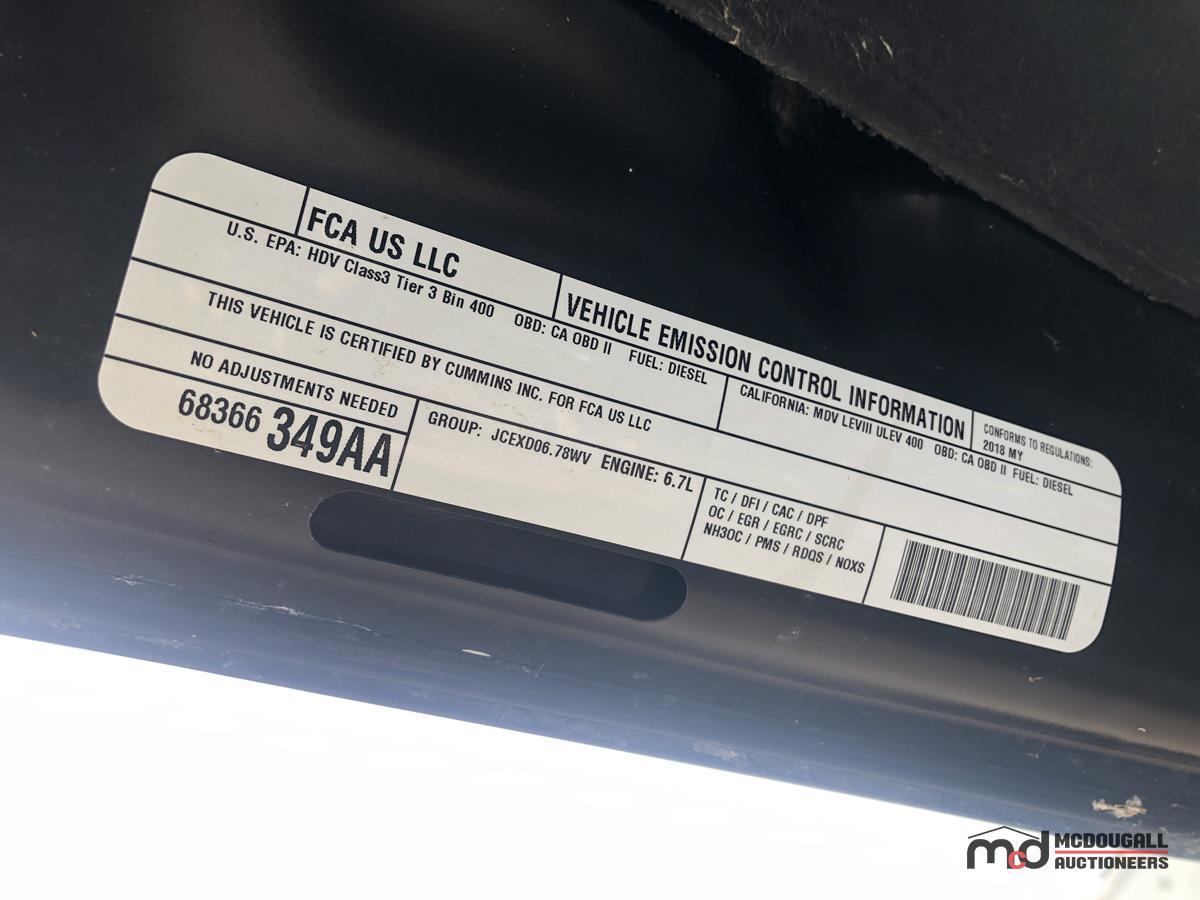 FCA US LLC
VEHICLE EMISSION CONTROL INFORMATION
CONFORMS TO REGULATIONS:
2018 MY
U.S. EPA: HDV Class3 Tier 3 Bin 400 OBD: CA OBD II FUEL: DIESEL
CALIFORNIA: MDV LEVIII ULEV 400 OBD: CA OBD II FUEL: DIESEL
THIS VEHICLE IS CERTIFIED BY CUMMINS INC. FOR FCA US LLC
NO ADJUSTMENTS NEEDED
68366 349AA
GROUP: JCEXD06.78WV ENGINE: 6.7L
TC / DFI / CAC / DPF
OC / EGR / EGRC / SCRC
NH3OC / PMS / RDQS / NOXS
mcd MCDOUGALL
AUCTIONEERS